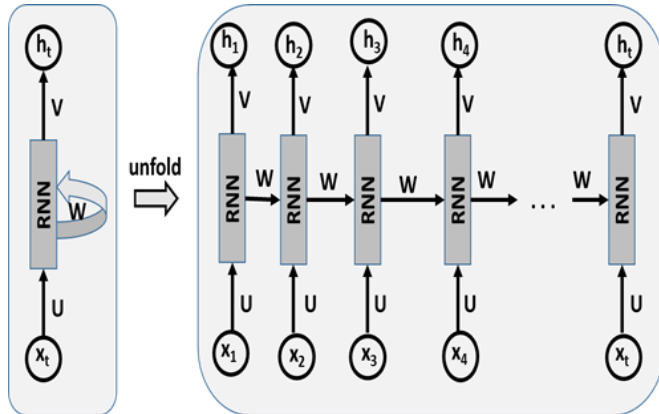 h_t
V
RNN
W
U
x_t
unfold
h_1 h_2 h_3 h_4 h_t
V V V V V
RNN W RNN W RNN W RNN W ... W RNN
U U U U U
x_1 x_2 x_3 x_4 x_t